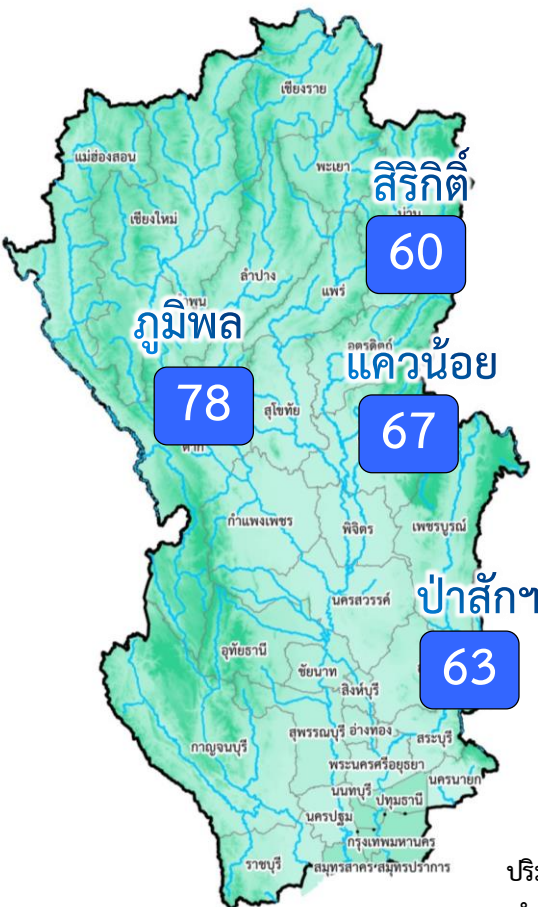 เชียงราย
แม่ฮ่องสอน
พะเยา
สิริกิติ์
น่าน
เชียงใหม่
60
ลำปาง
แพร่
ภูมิพล
อุตรดิตถ์
แควน้อย
78
สุโขทัย
67
ตาก
กำแพงเพชร
พิจิตร
เพชรบูรณ์
นครสวรรค์
ป่าสักฯ
อุทัยธานี
63
ชัยนาท
สิงห์บุรี
สุพรรณบุรี อ่างทอง
สระบุรี
กาญจนบุรี
พระนครศรีอยุธยา
นครนายก
นนทบุรี
ปทุมธานี
นครปฐม
กรุงเทพมหานคร
ราชบุรี
สมุทรสาคร สมุทรปราการ